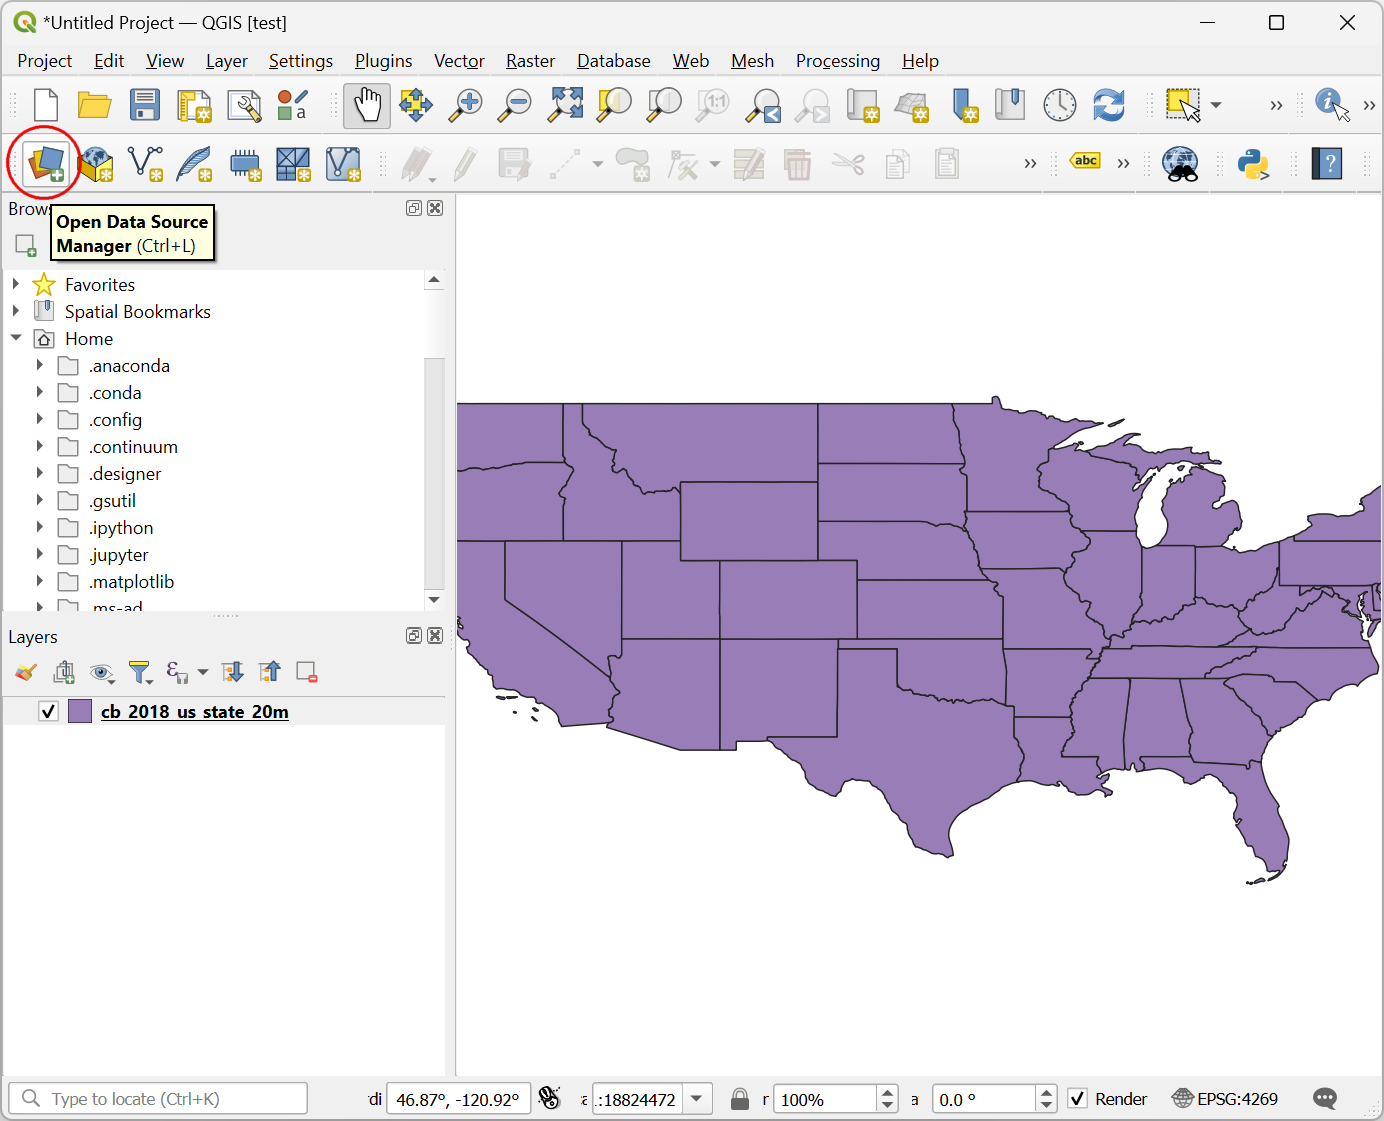 *Untitled Project — QGIS [test]
Project Edit View Layer Settings Plugins Vector Raster Database Web Mesh Processing Help
a 1:1 »  i »
» abc » ?
Brow
Open Data Source
Manager (Ctrl+L)
Favorites
Spatial Bookmarks
Home
.anaconda
.conda
.config
.continuum
.designer
.gsutil
.ipython
.jupyter
.matplotlib
.ms-ad
Layers
ε
cb_2018_us_state_20m
Type to locate (Ctrl+K) di 46.87°, -120.92° :18824472 r 100% a 0.0 ° Render EPSG:4269